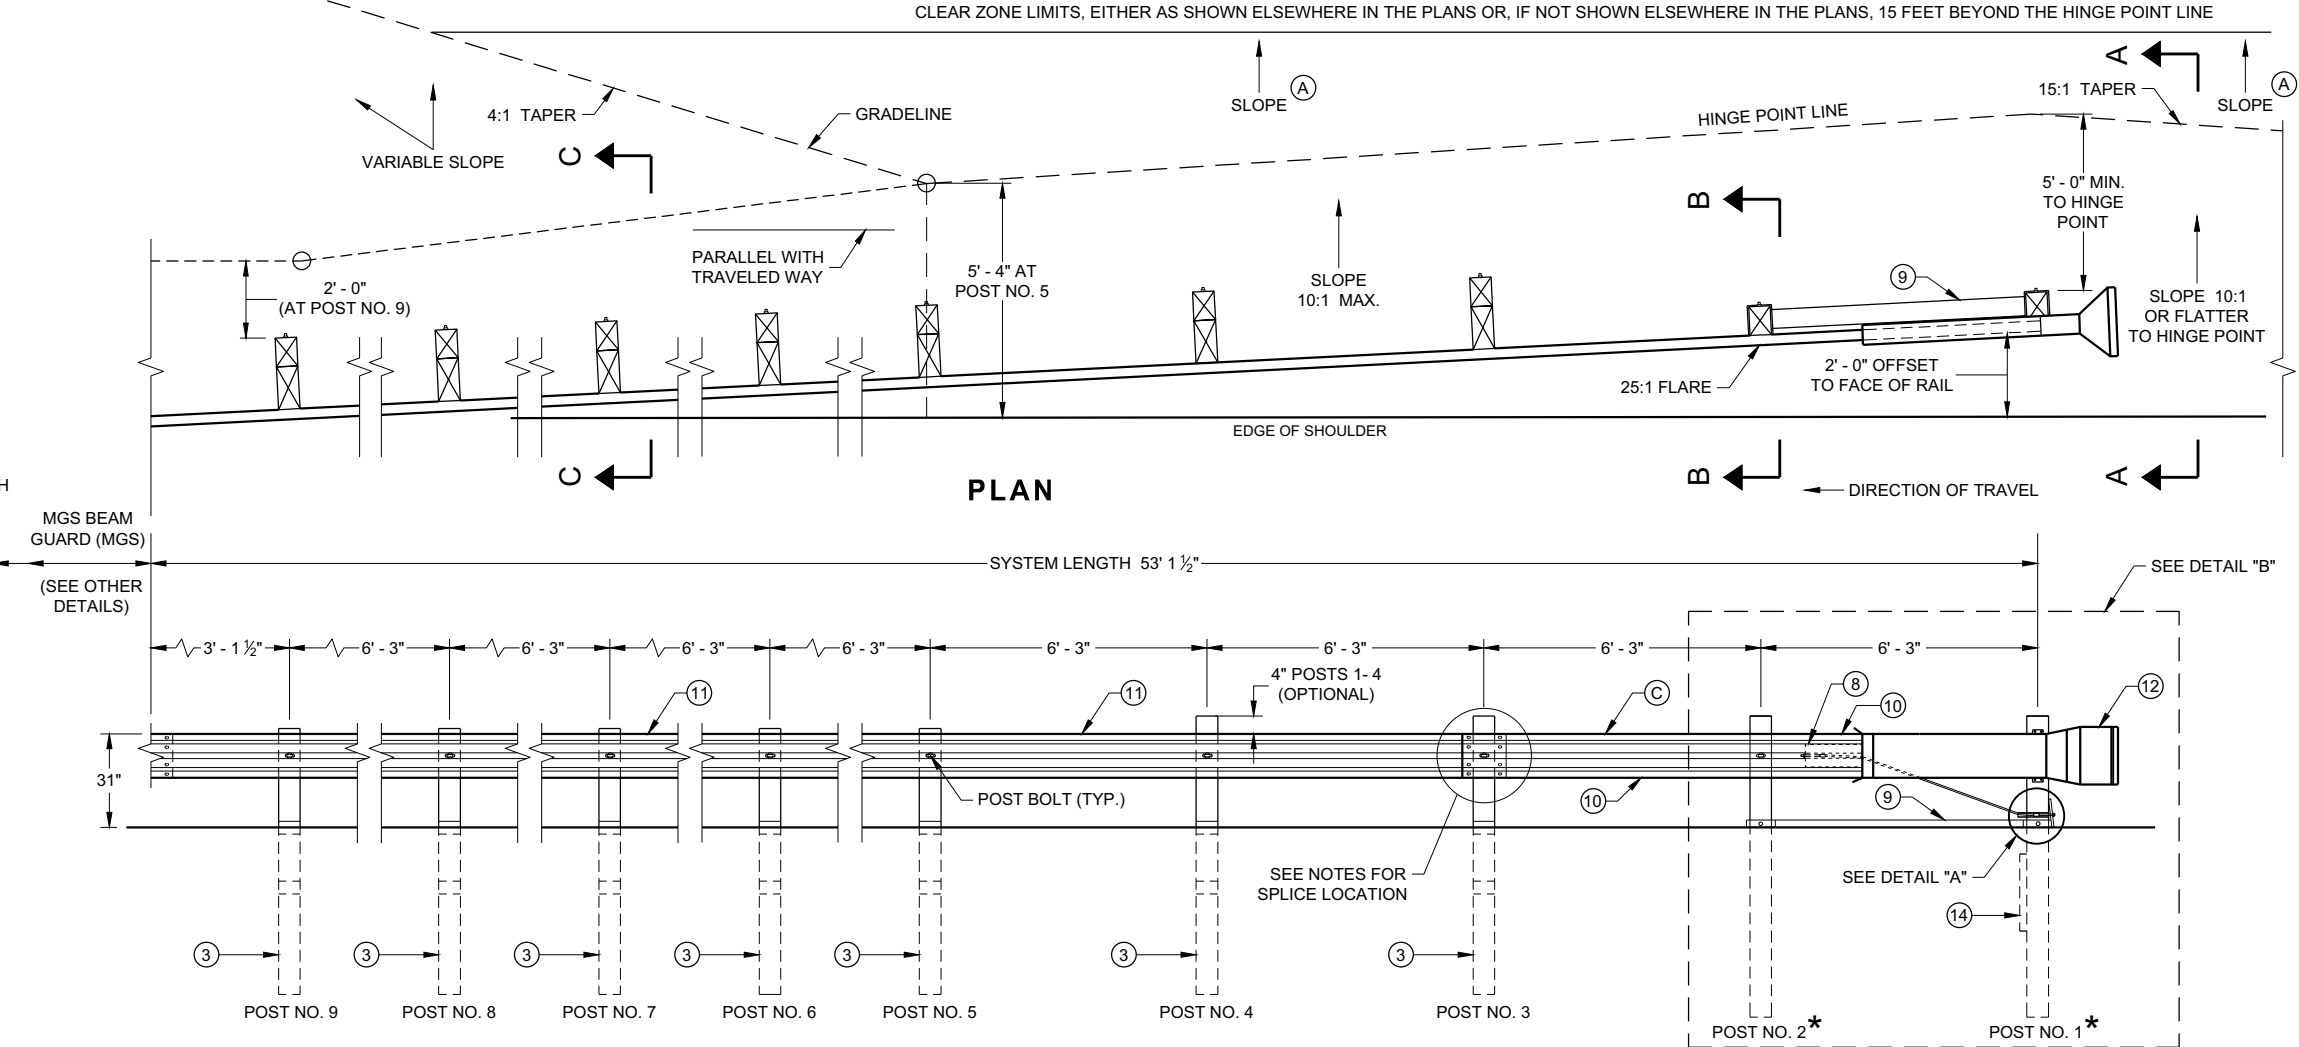 CLEAR ZONE LIMITS, EITHER AS SHOWN ELSEWHERE IN THE PLANS OR, IF NOT SHOWN ELSEWHERE IN THE PLANS, 15 FEET BEYOND THE HINGE POINT LINE
A
4:1 TAPER
GRADELINE
SLOPE
A
15:1 TAPER
SLOPE
A
HINGE POINT LINE
VARIABLE SLOPE
C
B
5' - 0" MIN.
TO HINGE
POINT
PARALLEL WITH
TRAVELED WAY
5' - 4" AT
POST NO. 5
SLOPE
10:1 MAX.
9
2' - 0"
(AT POST NO. 9)
SLOPE 10:1
OR FLATTER
TO HINGE POINT
25:1 FLARE
2' - 0" OFFSET
TO FACE OF RAIL
EDGE OF SHOULDER
C
B
A
H
PLAN
DIRECTION OF TRAVEL
MGS BEAM
GUARD (MGS)
(SEE OTHER
DETAILS)
SYSTEM LENGTH 53' 1 ½"
SEE DETAIL "B"
3' - 1 ½"
6' - 3"
6' - 3"
6' - 3"
6' - 3"
6' - 3"
6' - 3"
6' - 3"
6' - 3"
4" POSTS 1- 4
(OPTIONAL)
11
11
C
8
10
12
31"
POST BOLT (TYP.)
10
9
SEE NOTES FOR
SPLICE LOCATION
SEE DETAIL "A"
14
3
3
3
3
3
3
3
POST NO. 9
POST NO. 8
POST NO. 7
POST NO. 6
POST NO. 5
POST NO. 4
POST NO. 3
POST NO. 2*
POST NO. 1*